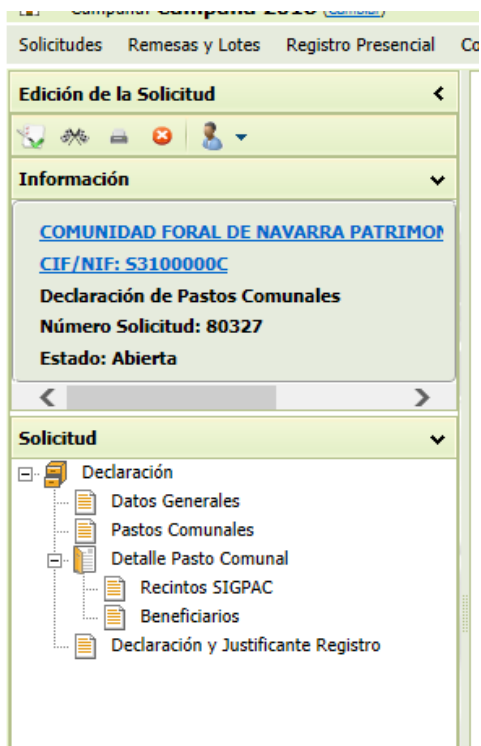 Solicitudes Remesas y Lotes Registro Presencial
Edición de la Solicitud
Información
COMUNIDAD FORAL DE NAVARRA
CIF/NIF: S3100000C
Declaración de Pastos Comunales
Número Solicitud: 80327
Estado: Abierta
Solicitud
Declaración
Datos Generales
Pastos Comunales
Detalle Pasto Comunal
Recintos SIGPAC
Beneficiarios
Declaración y Justificante Registro